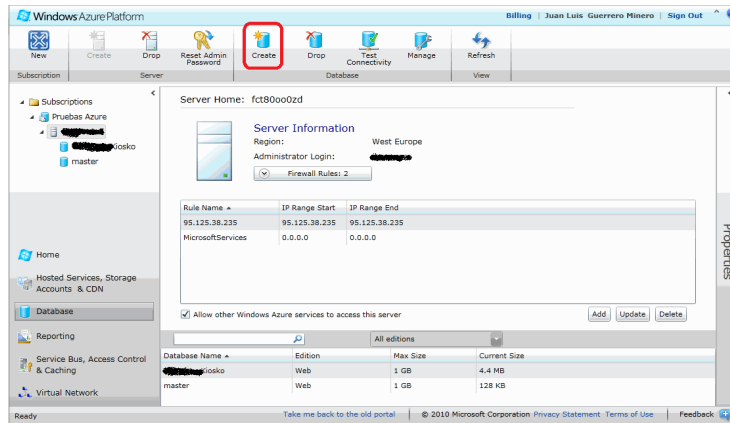 Windows Azure Platform
Billing | Juan Luis Guerrero Minero | Sign Out
New Create Drop Reset Admin Password Create Drop Test Connectivity Manage Refresh
Subscription Server Database View
Subscriptions
Pruebas Azure
Kiosko
master
Server Home: fct80o0zd
Server Information
Region: West Europe
Administrator Login:
Firewall Rules: 2
Rule Name IP Range Start IP Range End
95.125.38.235 95.125.38.235 95.125.38.235
MicrosoftServices 0.0.0.0 0.0.0.0
Allow other Windows Azure services to access this server
Add Update Delete
Properties
Home
Hosted Services, Storage
Accounts & CDN
Database
Reporting
Service Bus, Access Control
& Caching
Virtual Network
All editions
Database Name Edition Max Size Current Size
Kiosko Web 1 GB 4.4 MB
master Web 1 GB 128 KB
Ready
Take me back to the old portal | © 2010 Microsoft Corporation Privacy Statement Terms of Use | Feedback